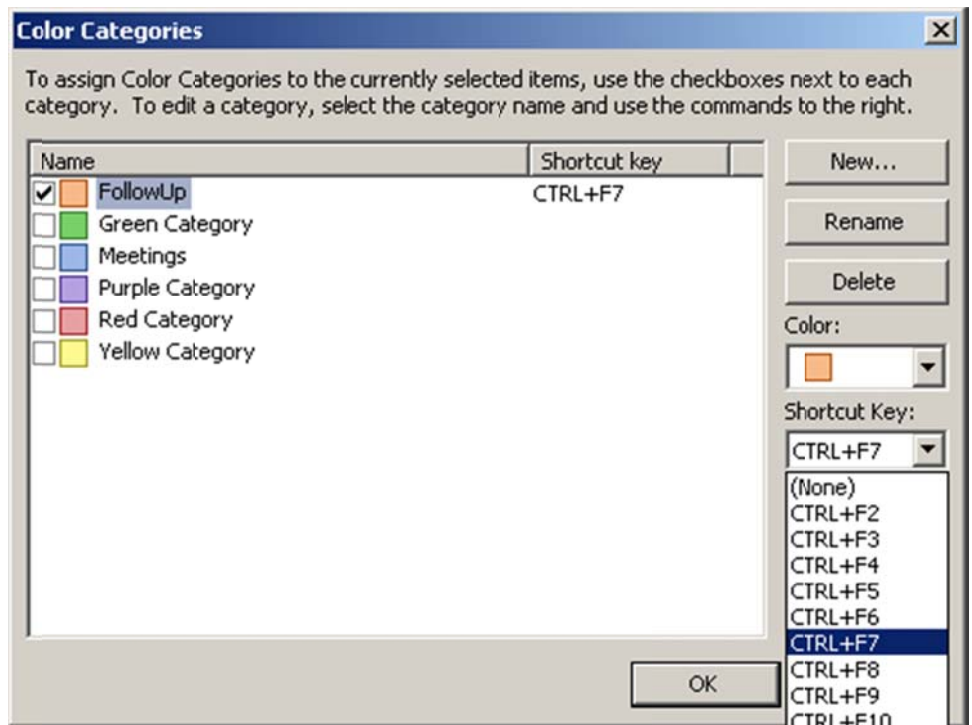 Color Categories
To assign Color Categories to the currently selected items, use the checkboxes next to each
category.  To edit a category, select the category name and use the commands to the right.
Name Shortcut key
New...
FollowUp CTRL+F7
Green Category
Rename
Meetings
Purple Category
Delete
Red Category
Color:
Yellow Category
Shortcut Key:
CTRL+F7
(None)
CTRL+F2
CTRL+F3
CTRL+F4
CTRL+F5
CTRL+F6
CTRL+F7
CTRL+F8
CTRL+F9
CTRL+F10
OK